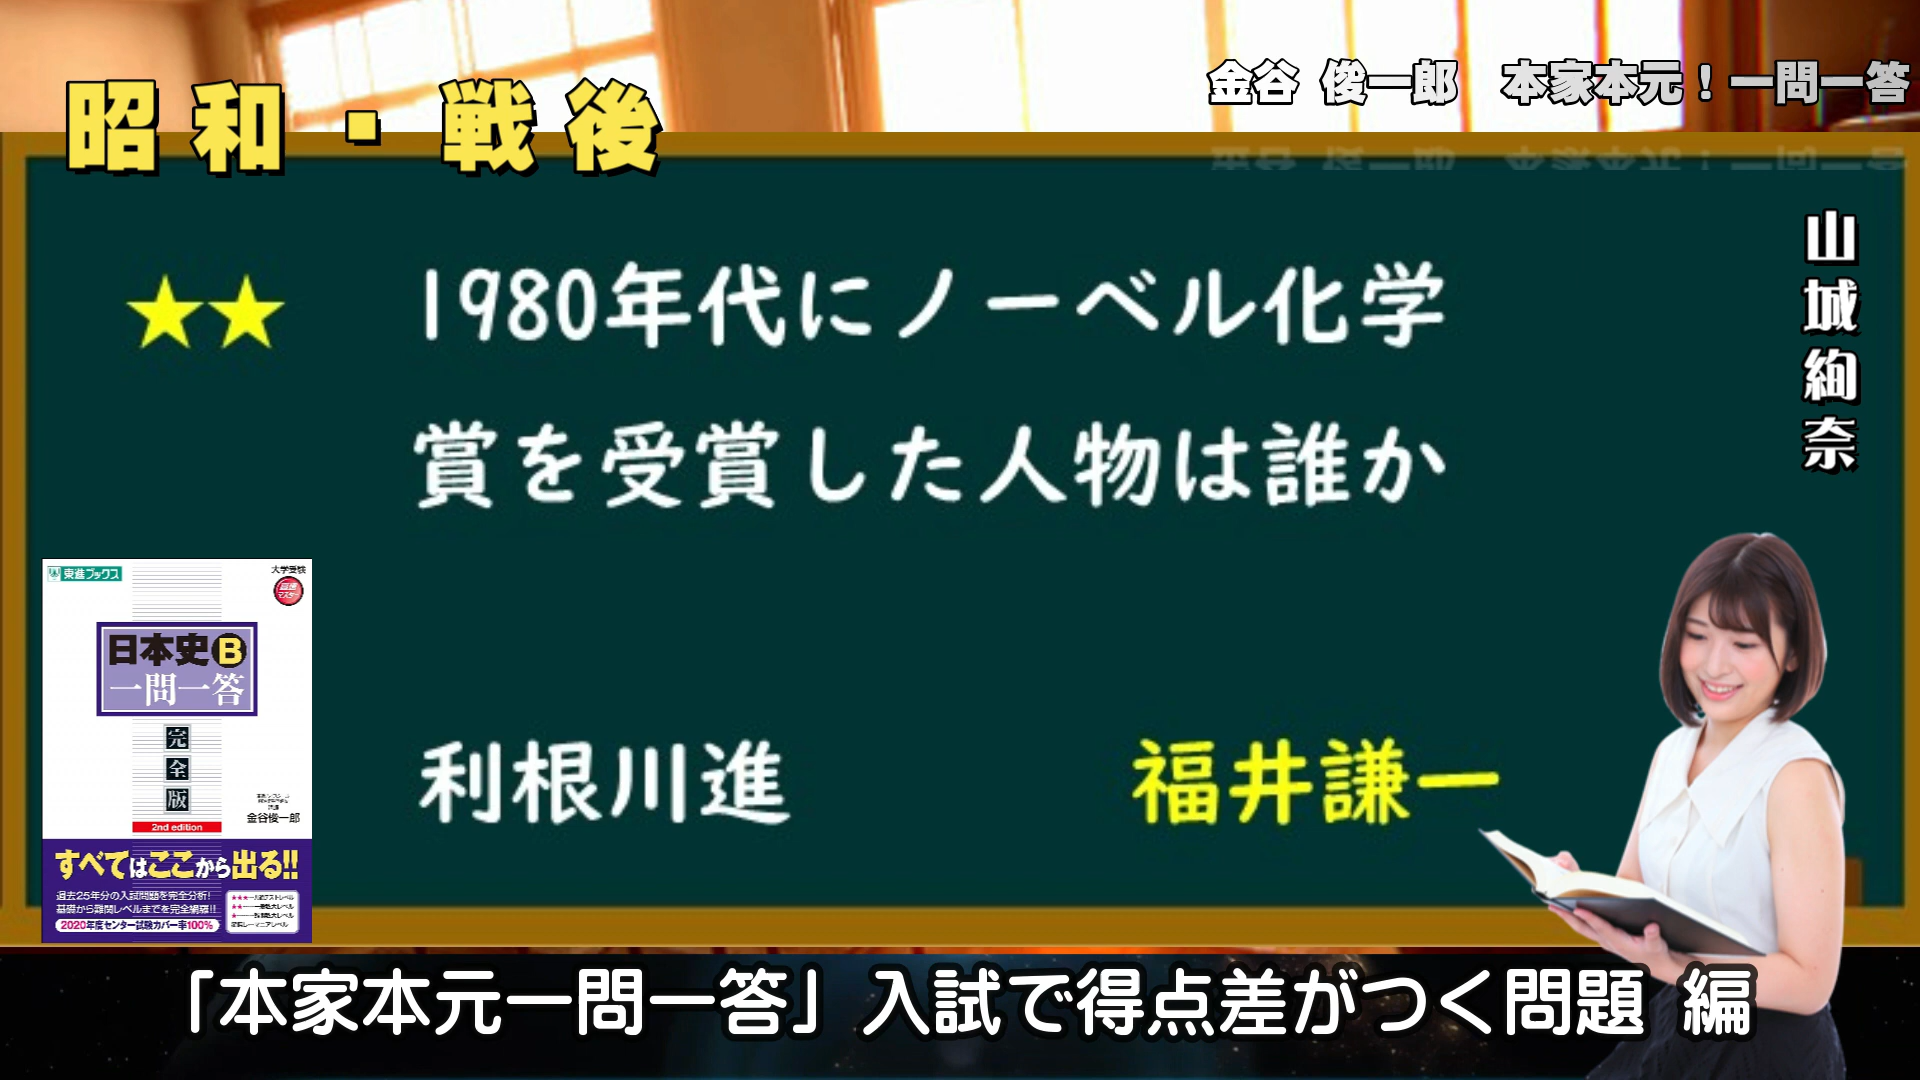 金谷 俊一郎 本家本元！一問一答
昭和・戦後
山城絢奈
★★ 1980年代にノーベル化学
賞を受賞した人物は誰か
利根川進 福井謙一
東進ブックス
大学受験
日本史B
一問一答
完全版
2nd edition
金谷俊一郎
すべてはここから出る!!
過去25年分の入試問題を完全分析!
基礎から難関レベルまでを完全網羅!!
2020年度センター試験カバー率100%
「本家本元一問一答」入試で得点差がつく問題 編